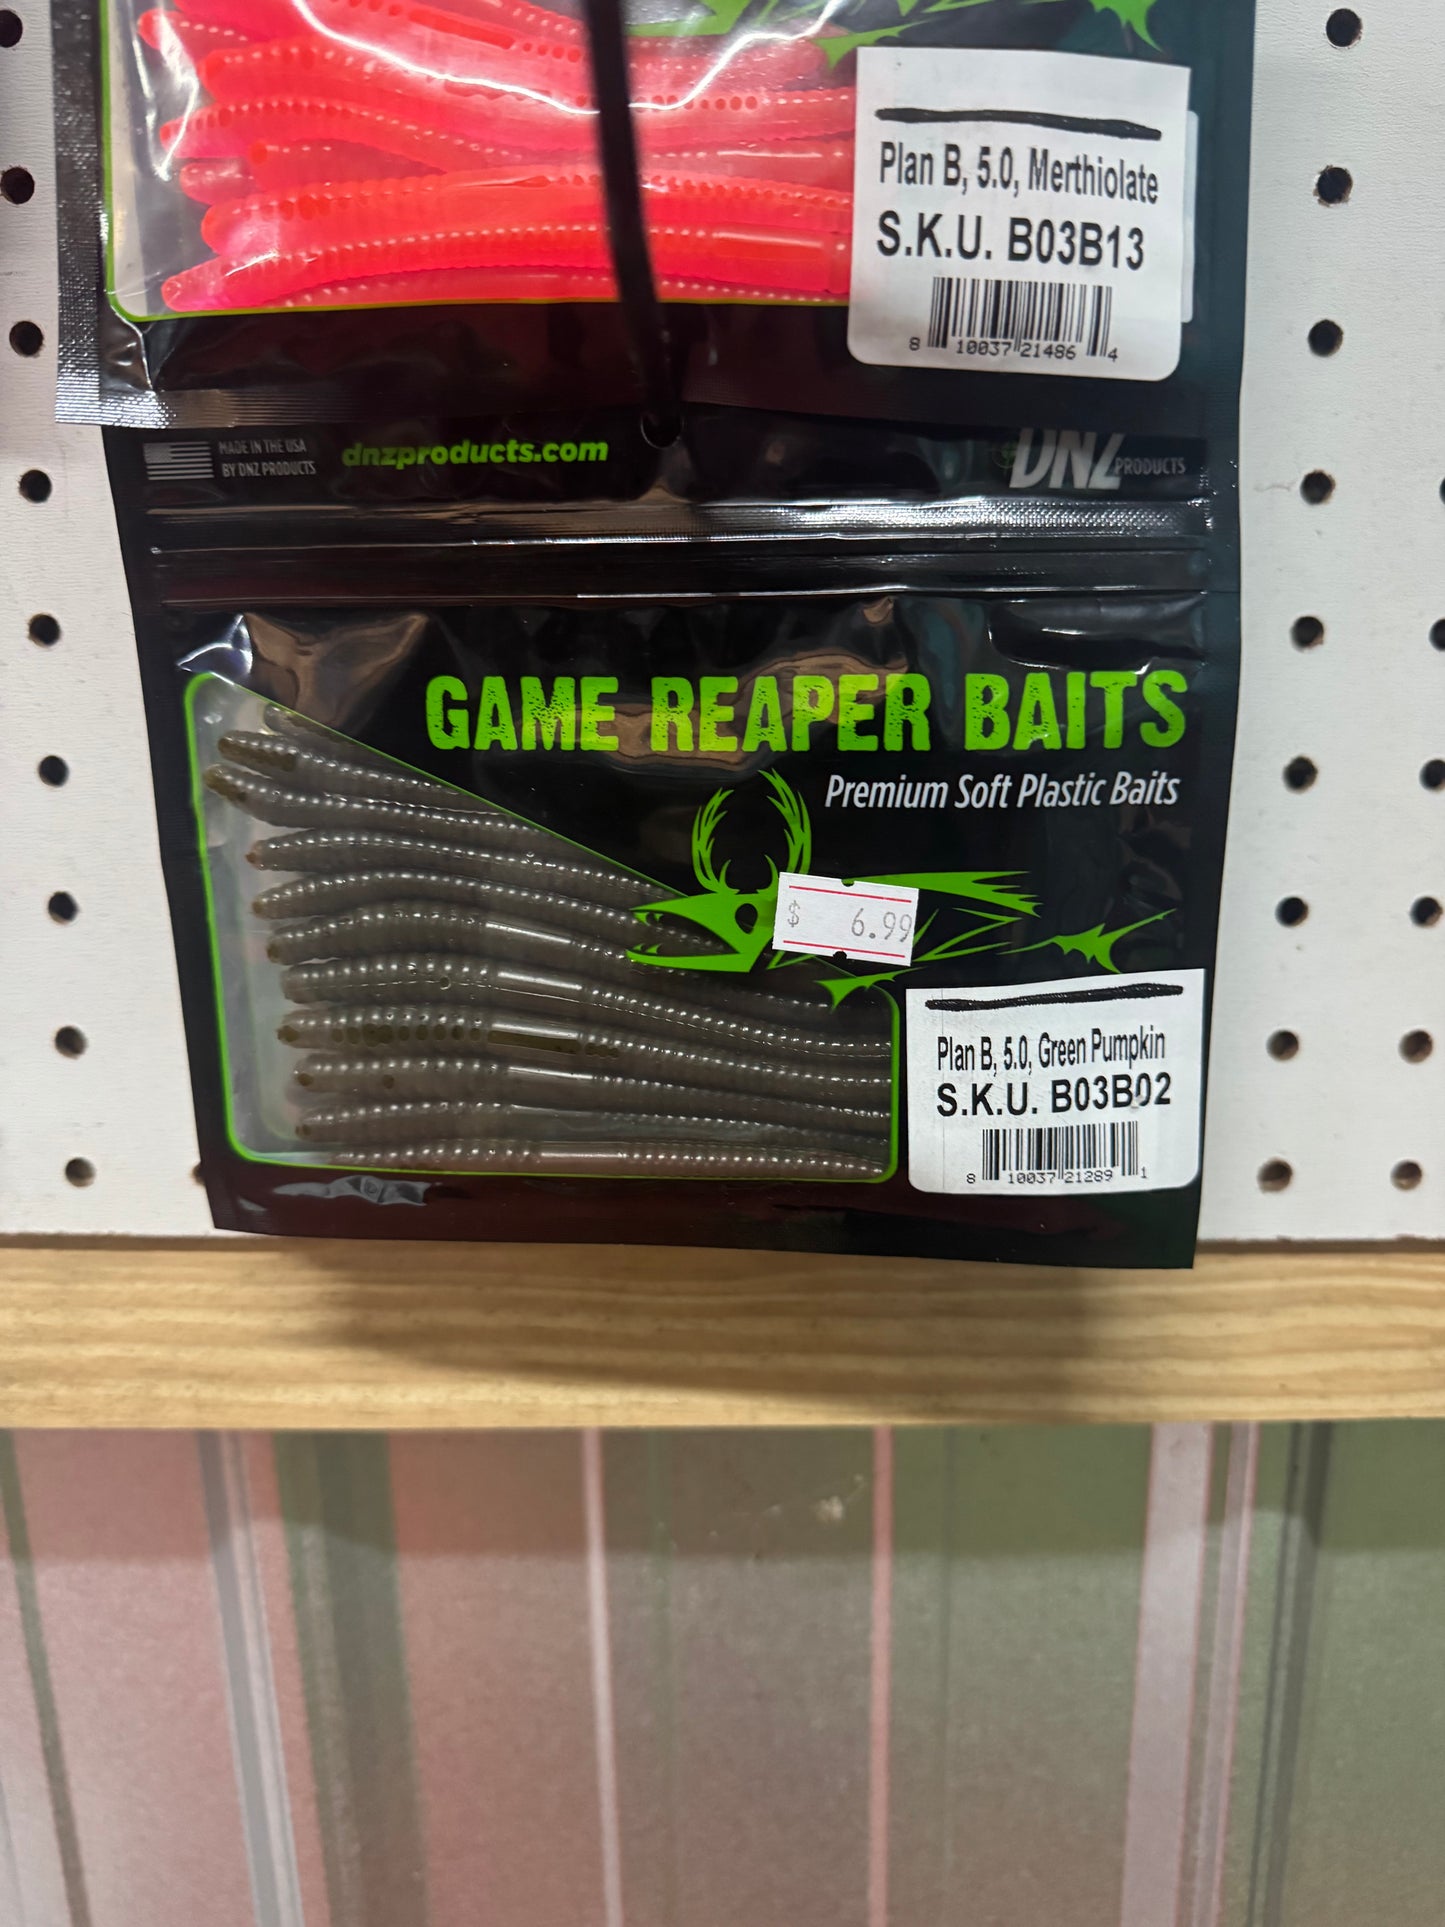 Plan B, 5.0, Merthiolate
S.K.U. B03B13
8 10037 21486 4
MADE IN THE USA
BY DNZ PRODUCTS
dnzproducts.com
DNZ PRODUCTS
GAME REAPER BAITS
Premium Soft Plastic Baits
$ 6.99
Plan B, 5.0, Green Pumpkin
S.K.U. B03B02
8 10037 21289 1